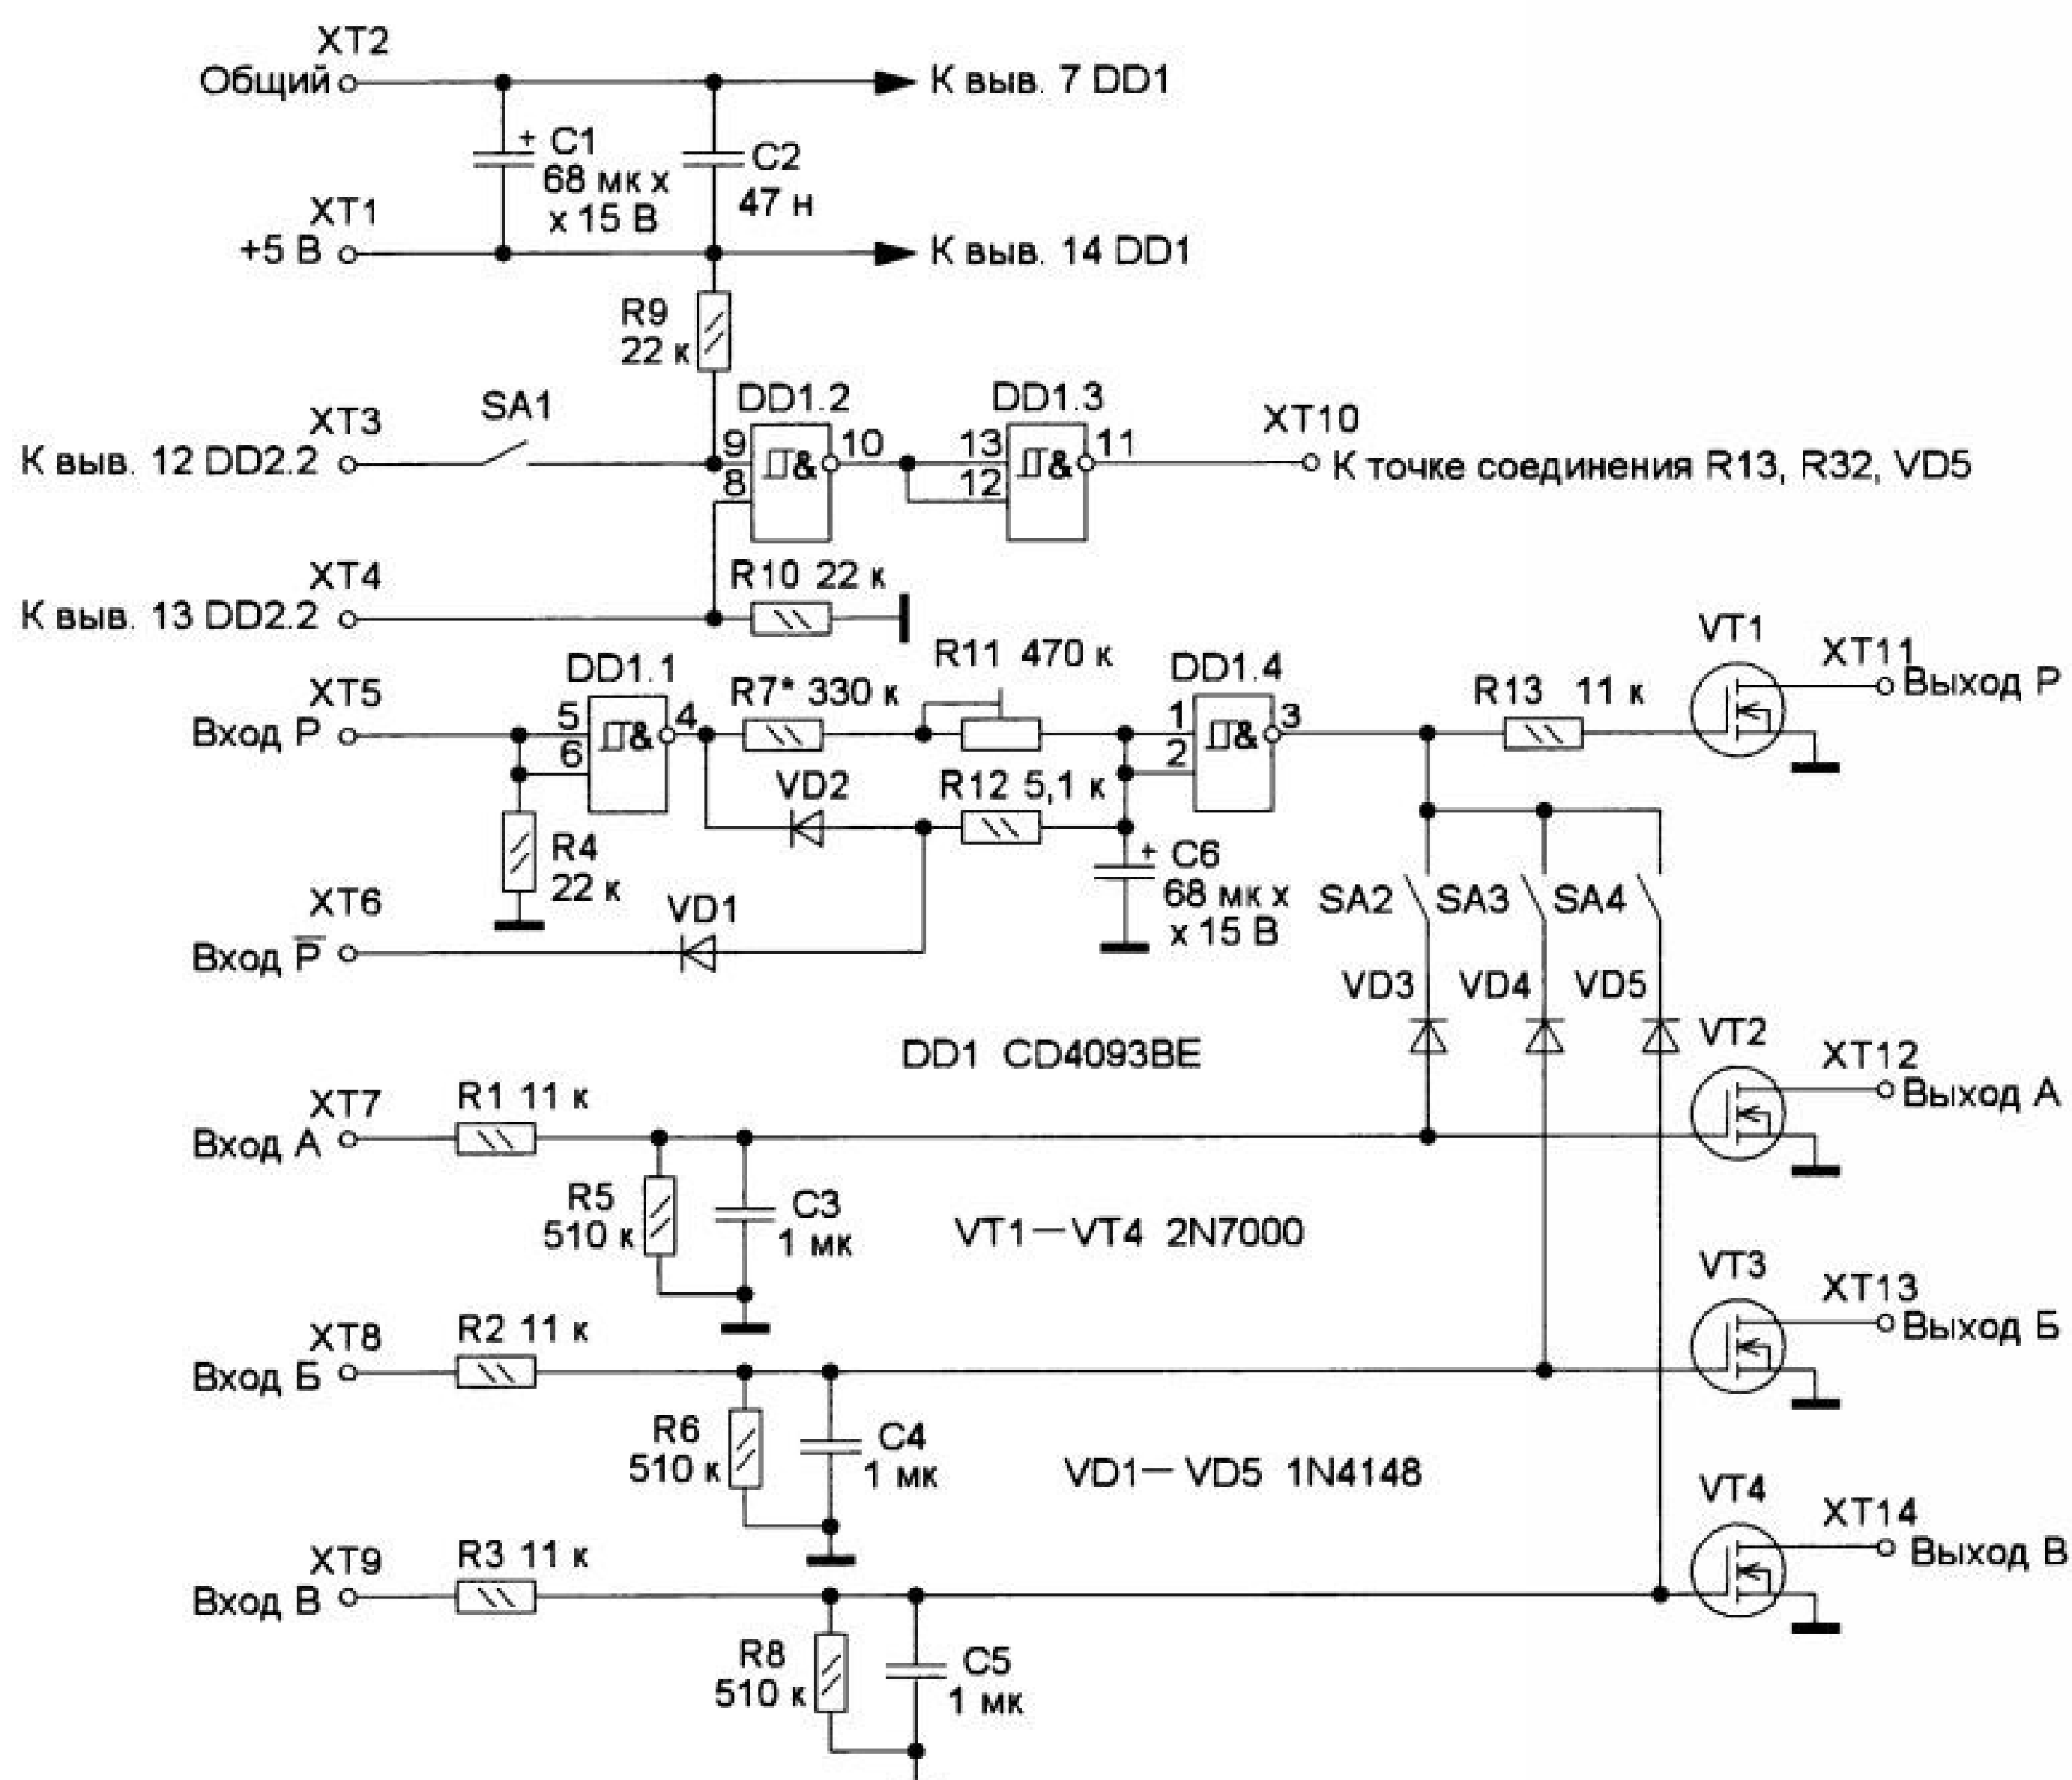 XT2
Общий
К выв. 7 DD1
+ C1
68 мк х
х 15 В
C2
47 н
XT1
+5 В
К выв. 14 DD1
R9
22 к
DD1.2
DD1.3
XT3
SA1
К выв. 12 DD2.2
9
8
&
10
13
12
&
11
XT10
К точке соединения R13, R32, VD5
XT4
К выв. 13 DD2.2
R10 22 к
XT5
Вход Р
DD1.1
5
6
&
4
R7* 330 к
R11 470 к
DD1.4
1
2
&
3
R13 11 к
VT1
XT11
Выход Р
VD2
R12 5,1 к
R4
22 к
+ C6
68 мк х
х 15 В
XT6
Вход P̅
VD1
SA2
SA3
SA4
VD3
VD4
VD5
DD1 CD4093BE
VT2
XT12
Выход А
XT7
Вход А
R1 11 к
R5
510 к
C3
1 мк
VT1—VT4 2N7000
VT3
XT13
Выход Б
XT8
Вход Б
R2 11 к
R6
510 к
C4
1 мк
VD1— VD5 1N4148
VT4
XT14
Выход В
XT9
Вход В
R3 11 к
R8
510 к
C5
1 мк